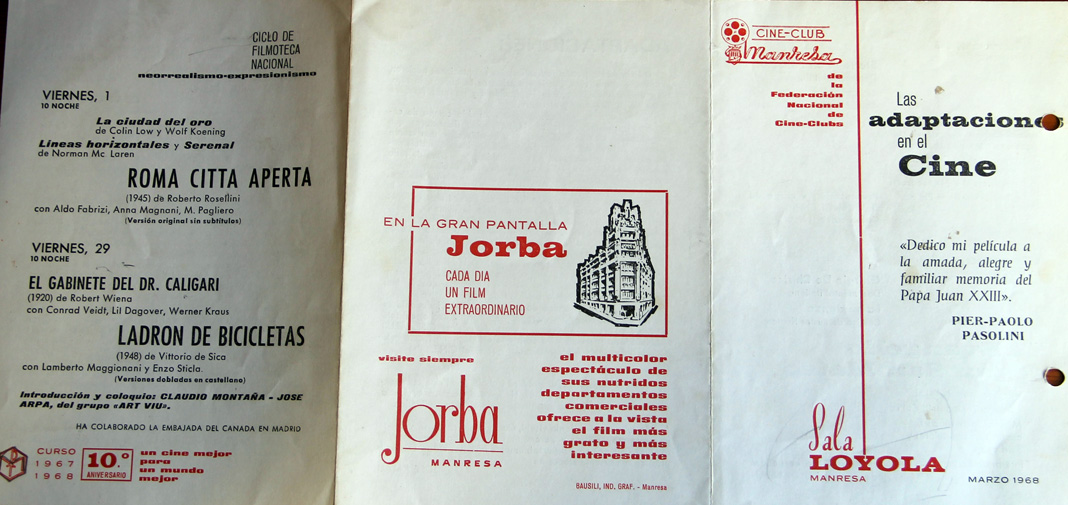 CICLO DE
FILMOTECA
NACIONAL
neorrealismo-expresionismo
VIERNES, 1
10 NOCHE
La ciudad del oro
de Colin Low y Wolf Koening
Líneas horizontales y Serenal
de Norman Mc Laren
ROMA CITTA APERTA
(1945) de Roberto Rosellini
con Aldo Fabrizi, Anna Magnani, M. Pagliero
(Versión original sin subtítulos)
VIERNES, 29
10 NOCHE
EL GABINETE DEL DR. CALIGARI
(1920) de Robert Wiena
con Conrad Veidt, Lil Dagover, Werner Kraus
LADRON DE BICICLETAS
(1948) de Vittorio de Sica
con Lamberto Maggionani y Enzo Sticla.
(Versiones dobladas en castellano)
Introducción y coloquio: CLAUDIO MONTAÑA - JOSE
ARPA, del grupo «ART VIU».
HA COLABORADO LA EMBAJADA DEL CANADA EN MADRID
CURSO
1967
1968
10.º
ANIVERSARIO
un cine mejor
para
un mundo
mejor
EN LA GRAN PANTALLA
Jorba
CADA DIA
UN FILM
EXTRAORDINARIO
visite siempre
Jorba
MANRESA
el multicolor
espectáculo de
sus nutridos
departamentos
comerciales
ofrece a la vista
el film más
grato y más
interesante
BAUSILI, IND. GRAF. - Manresa
CINE-CLUB
Manresa
de
la
Federación
Nacional
de
Cine-Clubs
Las
adaptaciones
en el
Cine
«Dedico mi película a
la amada, alegre y
familiar memoria del
Papa Juan XXIII».
PIER-PAOLO
PASOLINI
Sala
LOYOLA
MANRESA
MARZO 1968